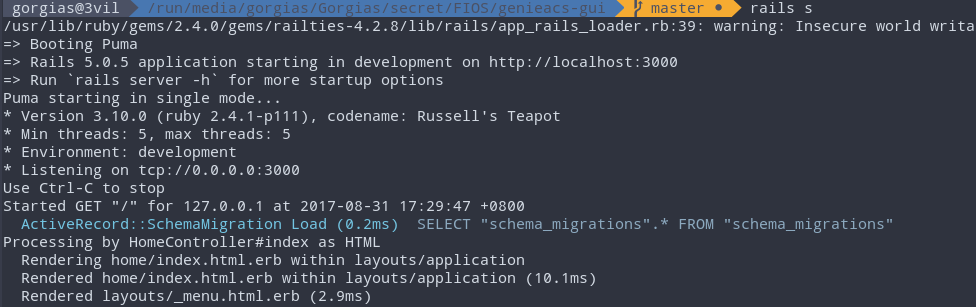 gorgias@3vil /run/media/gorgias/Gorgias/secret/FIOS/genieacs-gui master ● rails s
/usr/lib/ruby/gems/2.4.0/gems/railties-4.2.8/lib/rails/app_rails_loader.rb:39: warning: Insecure world writa
=> Booting Puma
=> Rails 5.0.5 application starting in development on http://localhost:3000
=> Run `rails server -h` for more startup options
Puma starting in single mode...
* Version 3.10.0 (ruby 2.4.1-p111), codename: Russell's Teapot
* Min threads: 5, max threads: 5
* Environment: development
* Listening on tcp://0.0.0.0:3000
Use Ctrl-C to stop
Started GET "/" for 127.0.0.1 at 2017-08-31 17:29:47 +0800
  ActiveRecord::SchemaMigration Load (0.2ms)  SELECT "schema_migrations".* FROM "schema_migrations"
Processing by HomeController#index as HTML
  Rendering home/index.html.erb within layouts/application
  Rendered home/index.html.erb within layouts/application (10.1ms)
  Rendered layouts/_menu.html.erb (2.9ms)